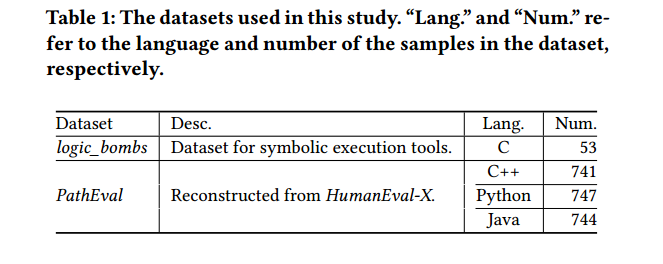 Table 1: The datasets used in this study. “Lang.” and “Num.” re-
fer to the language and number of the samples in the dataset,
respectively.
Dataset Desc. Lang. Num.
logic_bombs Dataset for symbolic execution tools. C 53
C++ 741
PathEval Reconstructed from HumanEval-X. Python 747
Java 744